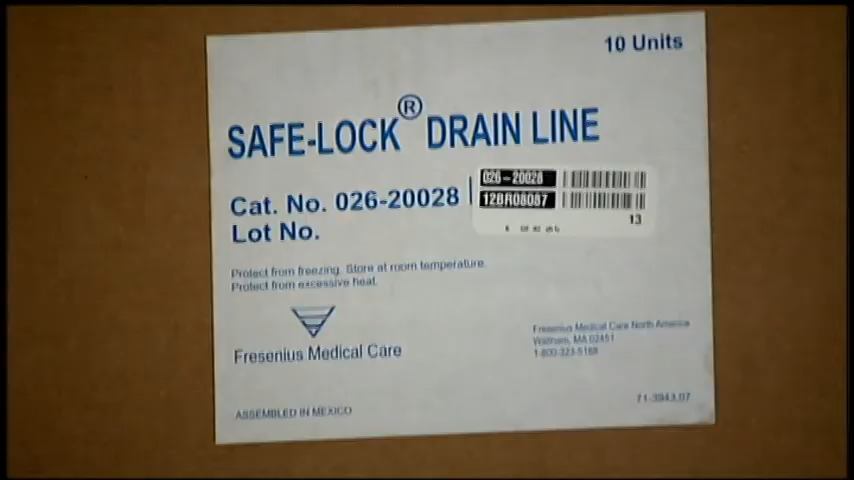 10 Units
SAFE-LOCK® DRAIN LINE
Cat. No. 026-20028
026-20028
12BR08087
Lot No.
13
Protect from freezing. Store at room temperature.
Protect from excessive heat.
Fresenius Medical Care
Fresenius Medical Care North America
Waltham, MA 02451
1-800-323-5188
ASSEMBLED IN MEXICO
71-3943.07